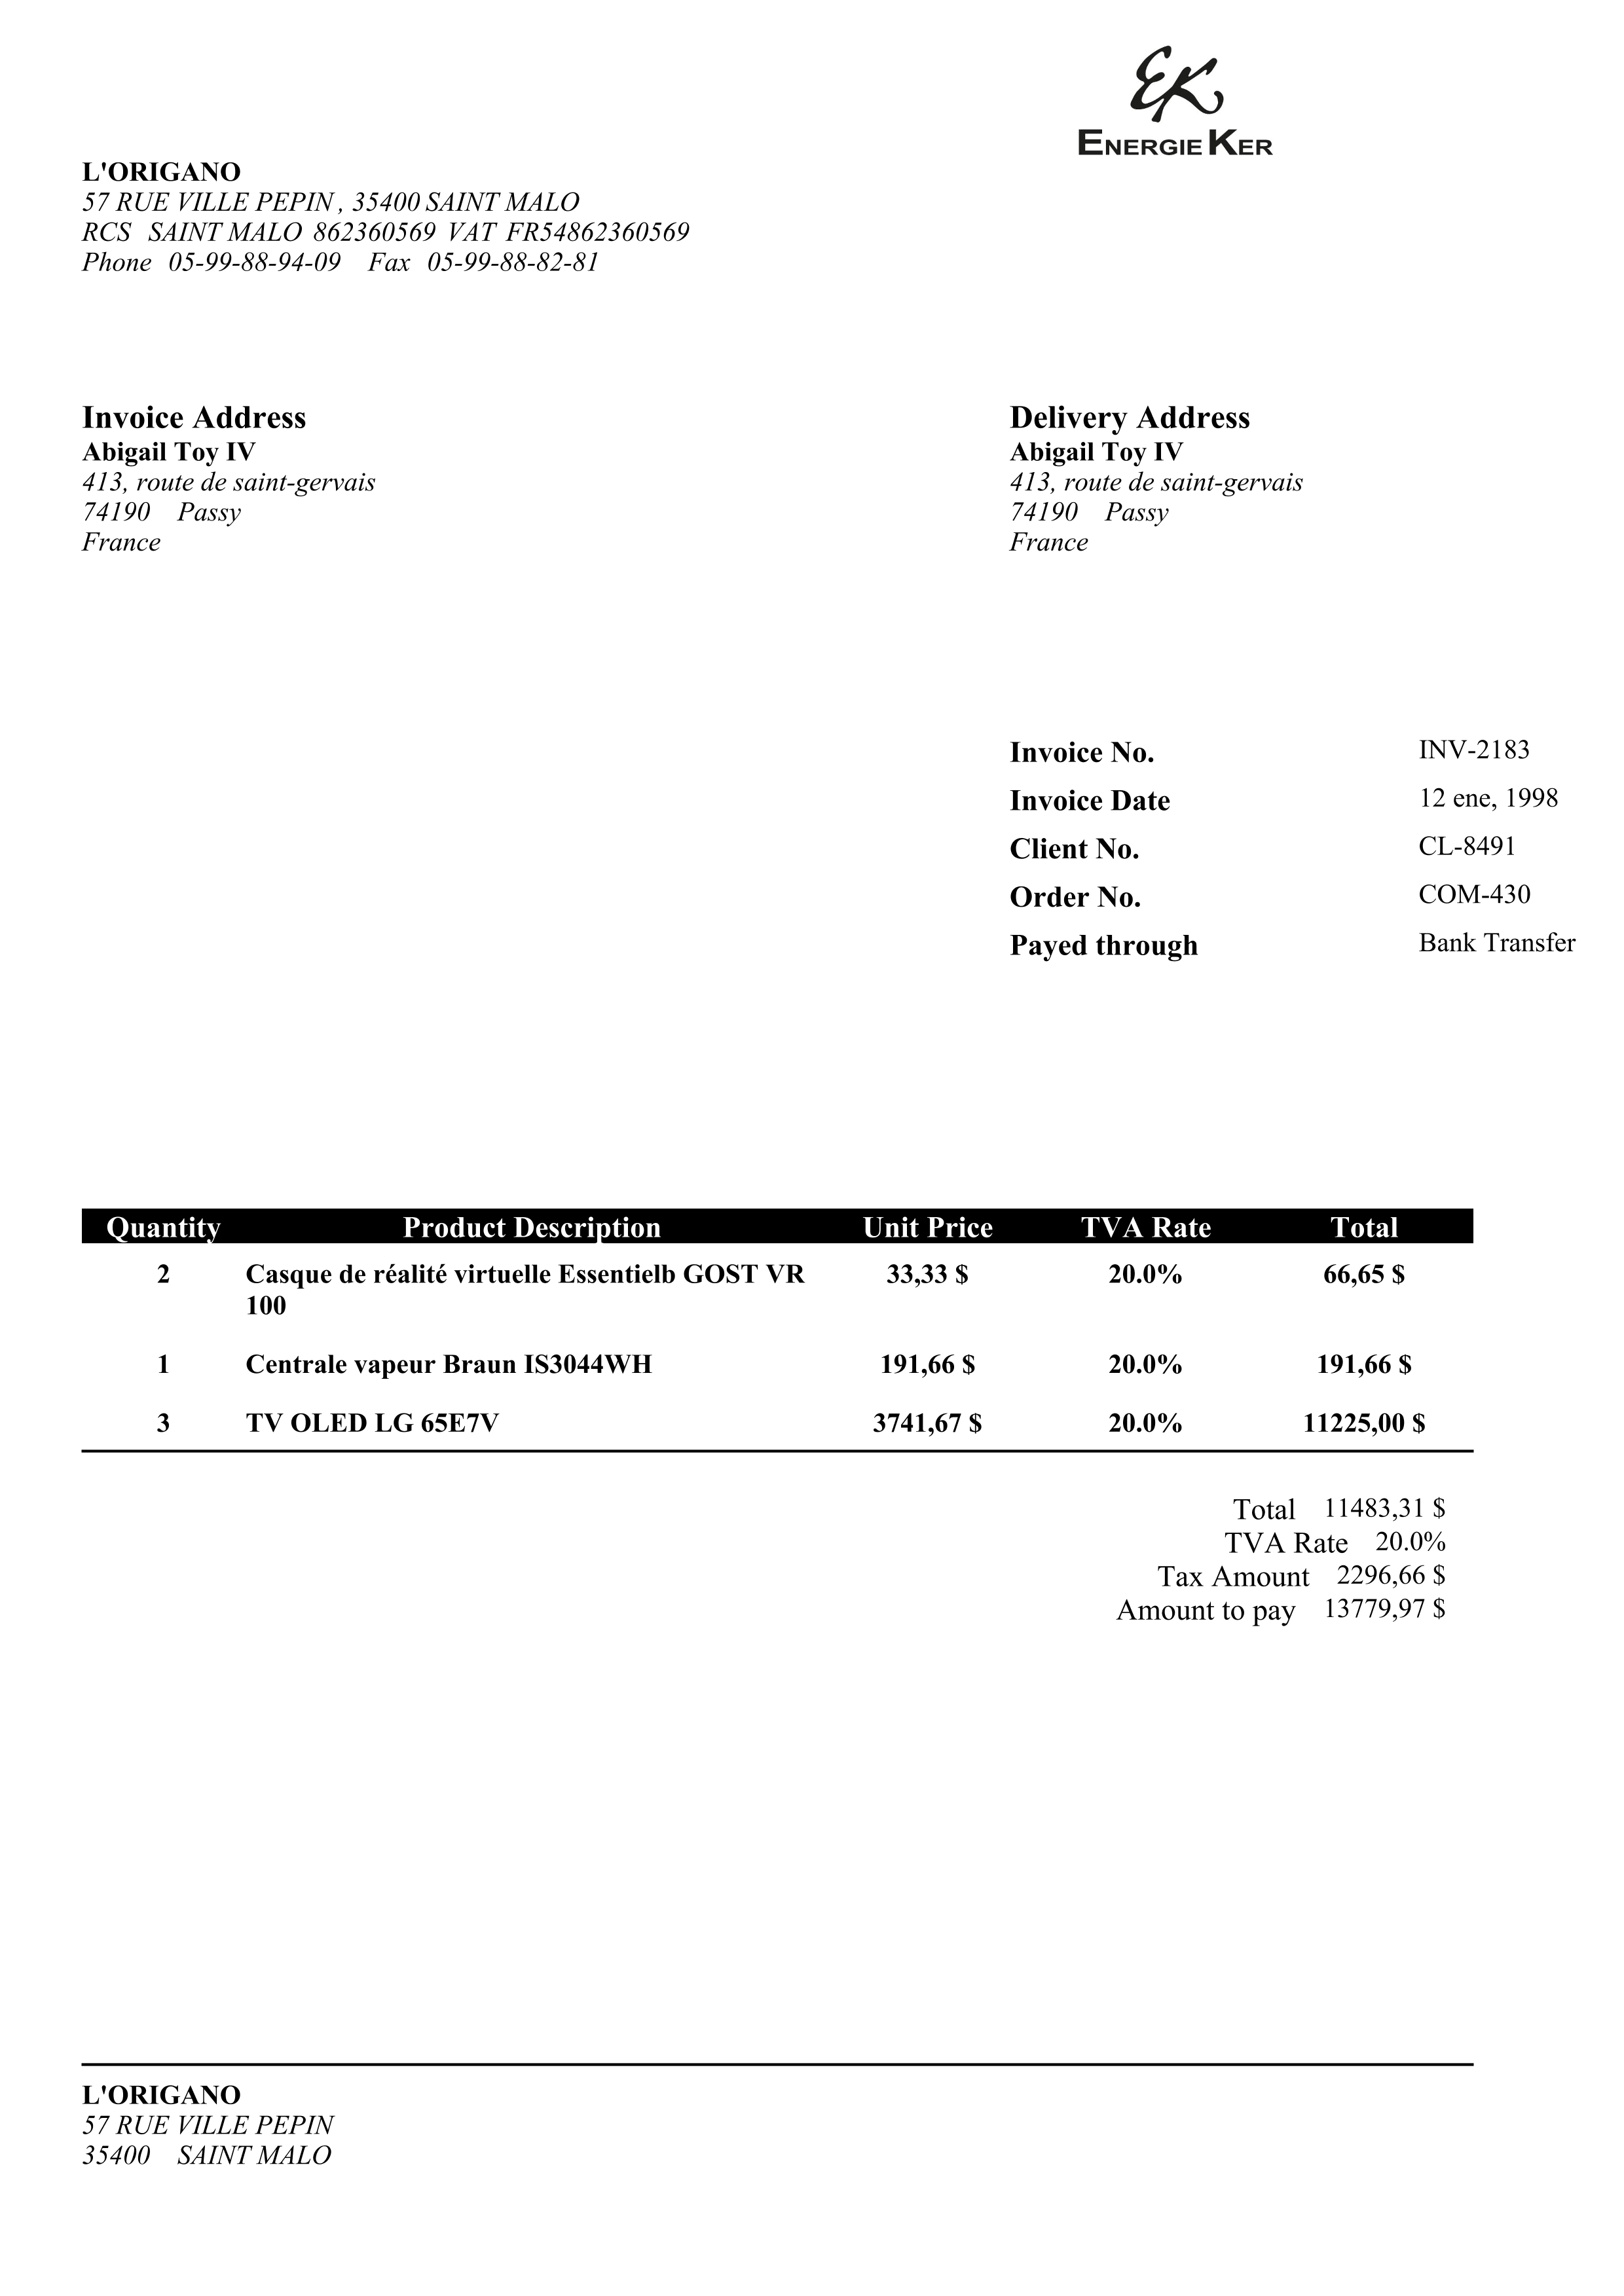 EK
ENERGIE KER
L'ORIGANO
57 RUE VILLE PEPIN , 35400 SAINT MALO
RCS SAINT MALO 862360569 VAT FR54862360569
Phone 05-99-88-94-09 Fax 05-99-88-82-81
Invoice Address
Abigail Toy IV
413, route de saint-gervais
74190 Passy
France
Delivery Address
Abigail Toy IV
413, route de saint-gervais
74190 Passy
France
Invoice No. INV-2183
Invoice Date 12 ene, 1998
Client No. CL-8491
Order No. COM-430
Payed through Bank Transfer
Quantity Product Description Unit Price TVA Rate Total
2 Casque de réalité virtuelle Essentielb GOST VR 33,33 $ 20.0% 66,65 $
100
1 Centrale vapeur Braun IS3044WH 191,66 $ 20.0% 191,66 $
3 TV OLED LG 65E7V 3741,67 $ 20.0% 11225,00 $
Total 11483,31 $
TVA Rate 20.0%
Tax Amount 2296,66 $
Amount to pay 13779,97 $
L'ORIGANO
57 RUE VILLE PEPIN
35400 SAINT MALO